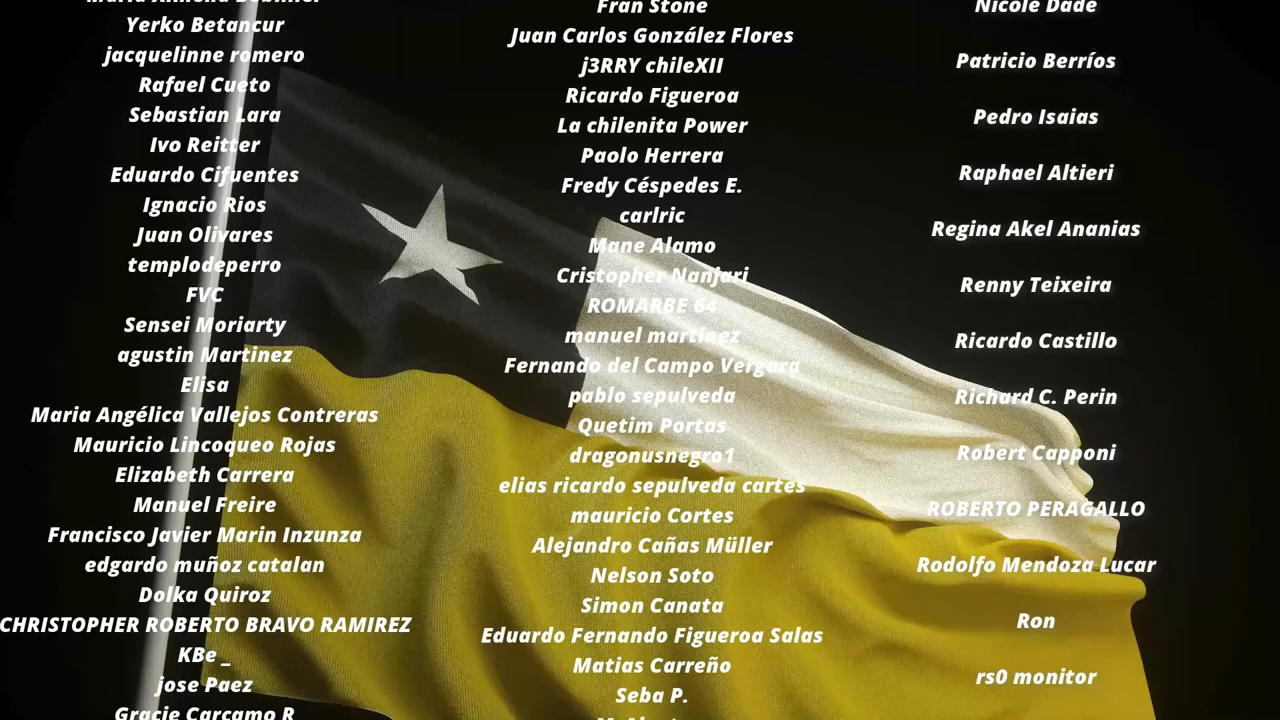 Yerko Betancur
jacquelinne romero
Rafael Cueto
Sebastian Lara
Ivo Reitter
Eduardo Cifuentes
Ignacio Rios
Juan Olivares
templodeperro
FVC
Sensei Moriarty
agustin Martinez
Elisa
Maria Angélica Vallejos Contreras
Mauricio Lincoqueo Rojas
Elizabeth Carrera
Manuel Freire
Francisco Javier Marin Inzunza
edgardo muñoz catalan
Dolka Quiroz
CHRISTOPHER ROBERTO BRAVO RAMIREZ
KBe _
jose Paez
Gracie Carcamo R
Fran Stone
Juan Carlos González Flores
j3RRY chileXII
Ricardo Figueroa
La chilenita Power
Paolo Herrera
Fredy Céspedes E.
carlric
Mane Alamo
Cristopher Nanjari
ROMARBE 64
manuel martinez
Fernando del Campo Vergara
pablo sepulveda
Quetim Portas
dragonusnegro1
elias ricardo sepulveda cartes
mauricio Cortes
Alejandro Cañas Müller
Nelson Soto
Simon Canata
Eduardo Fernando Figueroa Salas
Matias Carreño
Seba P.
Nicole Dade
Patricio Berríos
Pedro Isaias
Raphael Altieri
Regina Akel Ananias
Renny Teixeira
Ricardo Castillo
Richard C. Perin
Robert Capponi
ROBERTO PERAGALLO
Rodolfo Mendoza Lucar
Ron
rs0 monitor